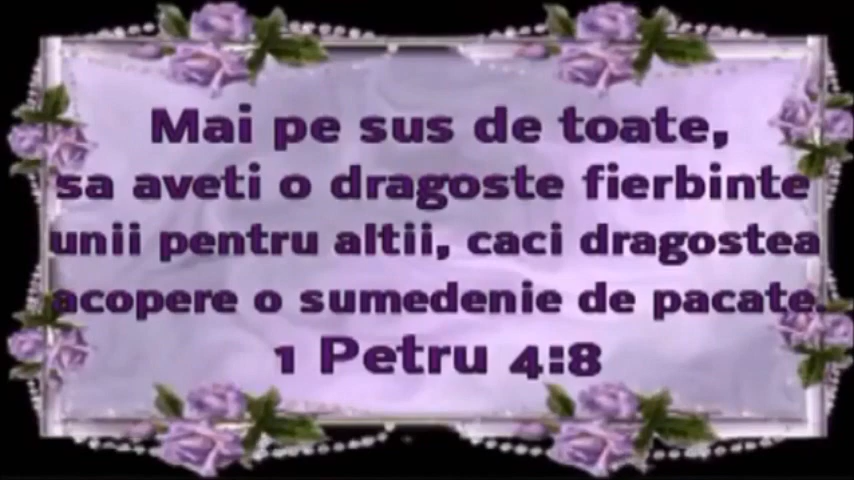 Mai pe sus de toate,
sa aveti o dragoste fierbinte
unii pentru altii, caci dragostea
acopere o sumedenie de pacate.
1 Petru 4:8